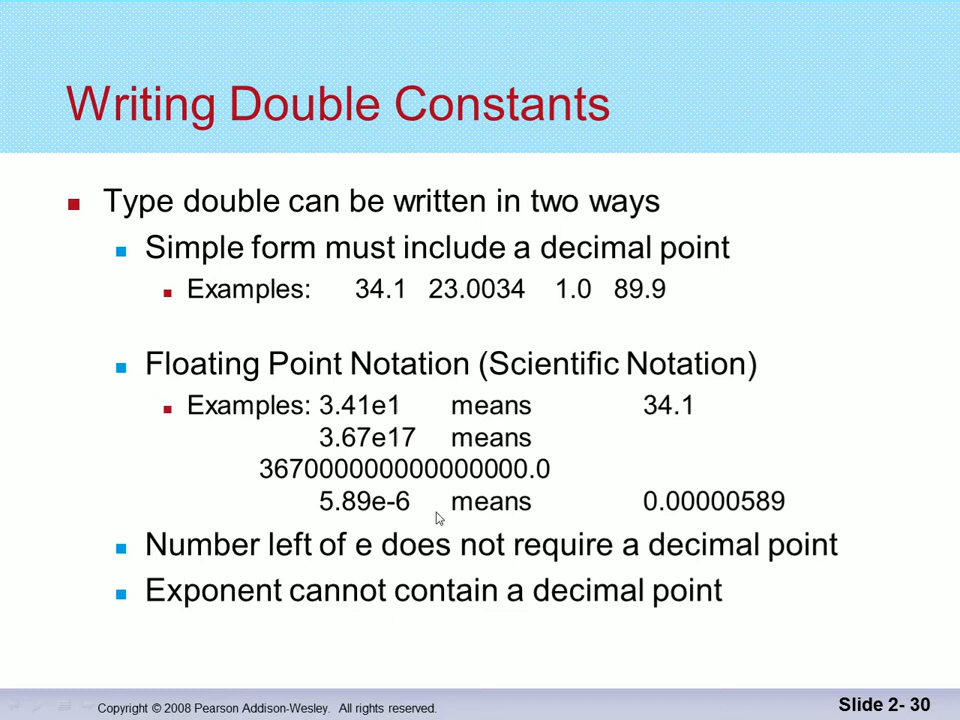 Writing Double Constants
Type double can be written in two ways
Simple form must include a decimal point
Examples: 34.1 23.0034 1.0 89.9
Floating Point Notation (Scientific Notation)
Examples: 3.41e1 means 34.1
3.67e17 means
367000000000000000.0
5.89e-6 means 0.00000589
Number left of e does not require a decimal point
Exponent cannot contain a decimal point
Copyright © 2008 Pearson Addison-Wesley. All rights reserved.
Slide 2- 30